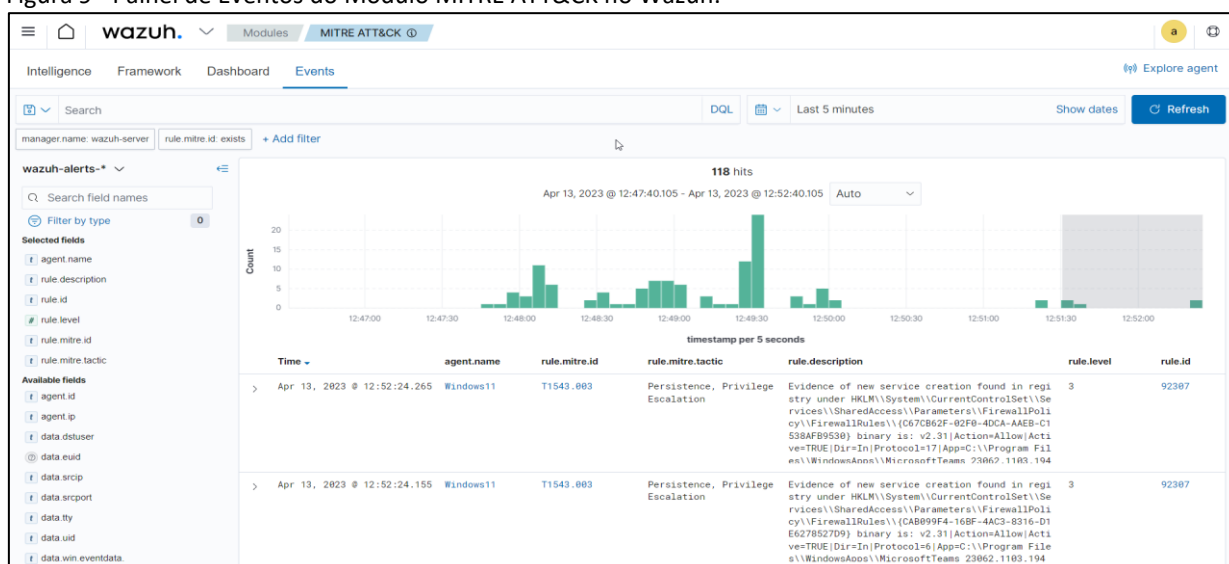 Figura 9 - Painel de Eventos do Módulo MITRE ATT&CK no Wazuh.
wazuh. Modules MITRE ATT&CK a
Intelligence Framework Dashboard Events Explore agent
Search DQL Last 5 minutes Show dates Refresh
manager.name: wazuh-server rule.mitre.id: exists + Add filter
wazuh-alerts-*
Search field names
Filter by type 0
Selected fields
t agent.name
t rule.description
t rule.id
# rule.level
t rule.mitre.id
t rule.mitre.tactic
Available fields
t agent.id
t agent.ip
t data.dstuser
data.euid
t data.srcip
t data.srcport
t data.tty
t data.uid
t data.win.eventdata.
118 hits
Apr 13, 2023 @ 12:47:40.105 - Apr 13, 2023 @ 12:52:40.105 Auto
Count
20
15
10
5
0
12:47:00 12:47:30 12:48:00 12:48:30 12:49:00 12:49:30 12:50:00 12:50:30 12:51:00 12:51:30 12:52:00
timestamp per 5 seconds
Time agent.name rule.mitre.id rule.mitre.tactic rule.description rule.level rule.id
Apr 13, 2023 @ 12:52:24.265 Windows11 T1543.003 Persistence, Privilege Evidence of new service creation found in regi 3 92307
Escalation stry under HKLM\\System\\CurrentControlSet\\Se
rvices\\SharedAccess\\Parameters\\FirewallPoli
cy\\FirewallRules\\{C67CB62F-02F0-4DCA-AAEB-C1
538AFB9530} binary is: v2.31|Action=Allow|Acti
ve=TRUE|Dir=In|Protocol=17|App=C:\\Program Fil
es\\WindowsApps\\MicrosoftTeams_23062.1103.194
Apr 13, 2023 @ 12:52:24.155 Windows11 T1543.003 Persistence, Privilege Evidence of new service creation found in regi 3 92307
Escalation stry under HKLM\\System\\CurrentControlSet\\Se
rvices\\SharedAccess\\Parameters\\FirewallPoli
cy\\FirewallRules\\{CAB099F4-16BF-4AC3-8316-D1
E6278527D9} binary is: v2.31|Action=Allow|Acti
ve=TRUE|Dir=In|Protocol=6|App=C:\\Program File
s\\WindowsApps\\MicrosoftTeams_23062.1103.194